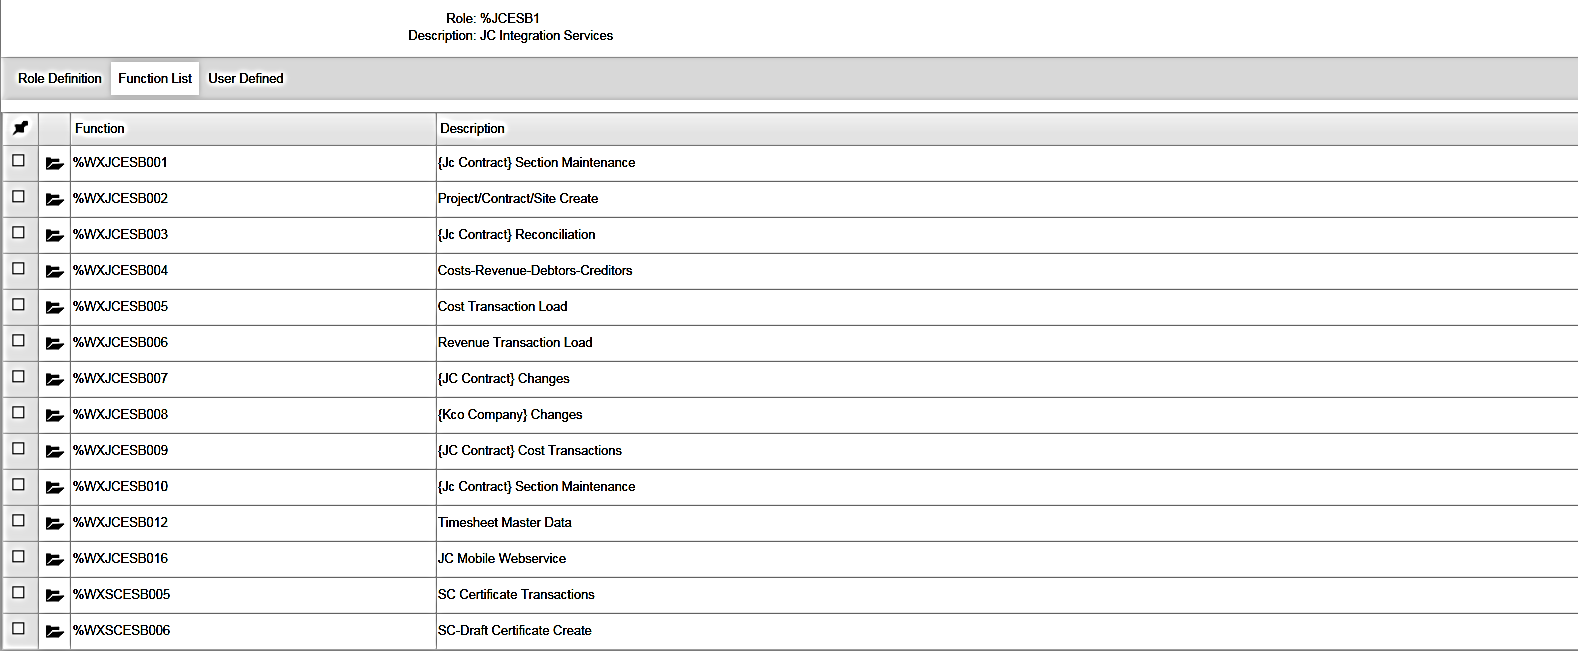 Role: %JCESB1
Description: JC Integration Services
Role Definition Function List User Defined
Function Description
%WXJCESB001 {Jc Contract} Section Maintenance
%WXJCESB002 Project/Contract/Site Create
%WXJCESB003 {Jc Contract} Reconciliation
%WXJCESB004 Costs-Revenue-Debtors-Creditors
%WXJCESB005 Cost Transaction Load
%WXJCESB006 Revenue Transaction Load
%WXJCESB007 {JC Contract} Changes
%WXJCESB008 {Kco Company} Changes
%WXJCESB009 {JC Contract} Cost Transactions
%WXJCESB010 {Jc Contract} Section Maintenance
%WXJCESB012 Timesheet Master Data
%WXJCESB016 JC Mobile Webservice
%WXSCESB005 SC Certificate Transactions
%WXSCESB006 SC-Draft Certificate Create